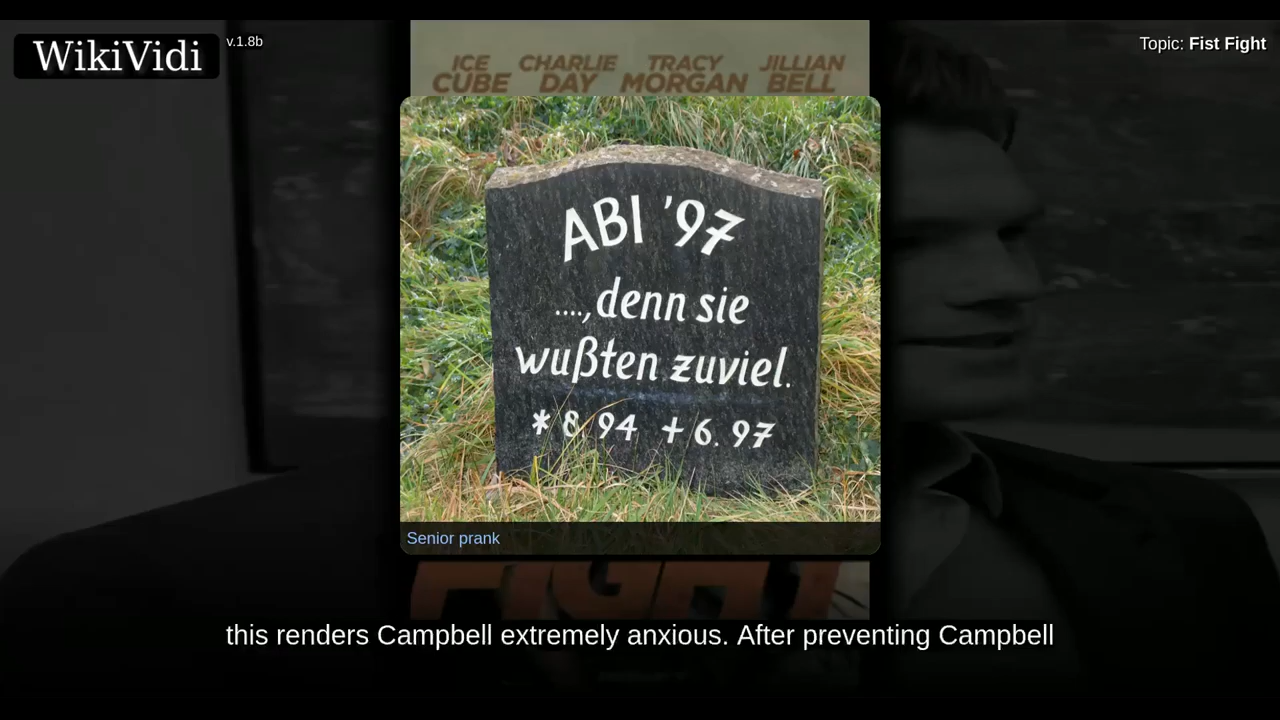 WikiVidi
v.1.8b
Topic: Fist Fight
ICE CHARLIE TRACY JILLIAN
CUBE DAY MORGAN BELL
ABI '97
....,denn sie
wußten zuviel.
* 8 94 + 6. 97
Senior prank
FIGHT
this renders Campbell extremely anxious. After preventing Campbell